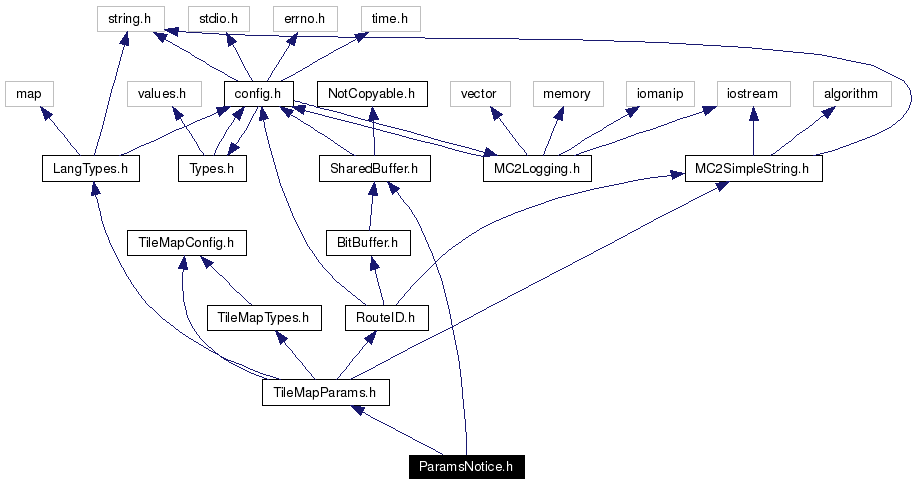 string.h
stdio.h
errno.h
time.h
map
values.h
config.h
NotCopyable.h
vector
memory
iomanip
iostream
algorithm
LangTypes.h
Types.h
SharedBuffer.h
MC2Logging.h
MC2SimpleString.h
TileMapConfig.h
BitBuffer.h
TileMapTypes.h
RouteID.h
TileMapParams.h
ParamsNotice.h